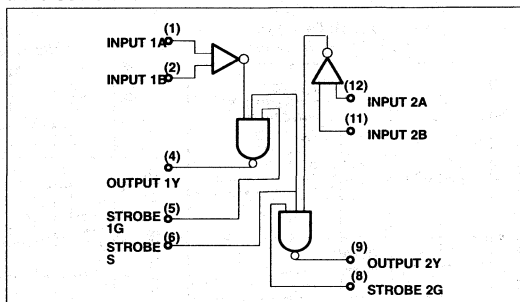 (1)
INPUT 1A
(2)
INPUT 1B
(12)
INPUT 2A
(11)
INPUT 2B
(4)
OUTPUT 1Y
(5)
STROBE
1G
(6)
STROBE
S
(9)
OUTPUT 2Y
(8)
STROBE 2G